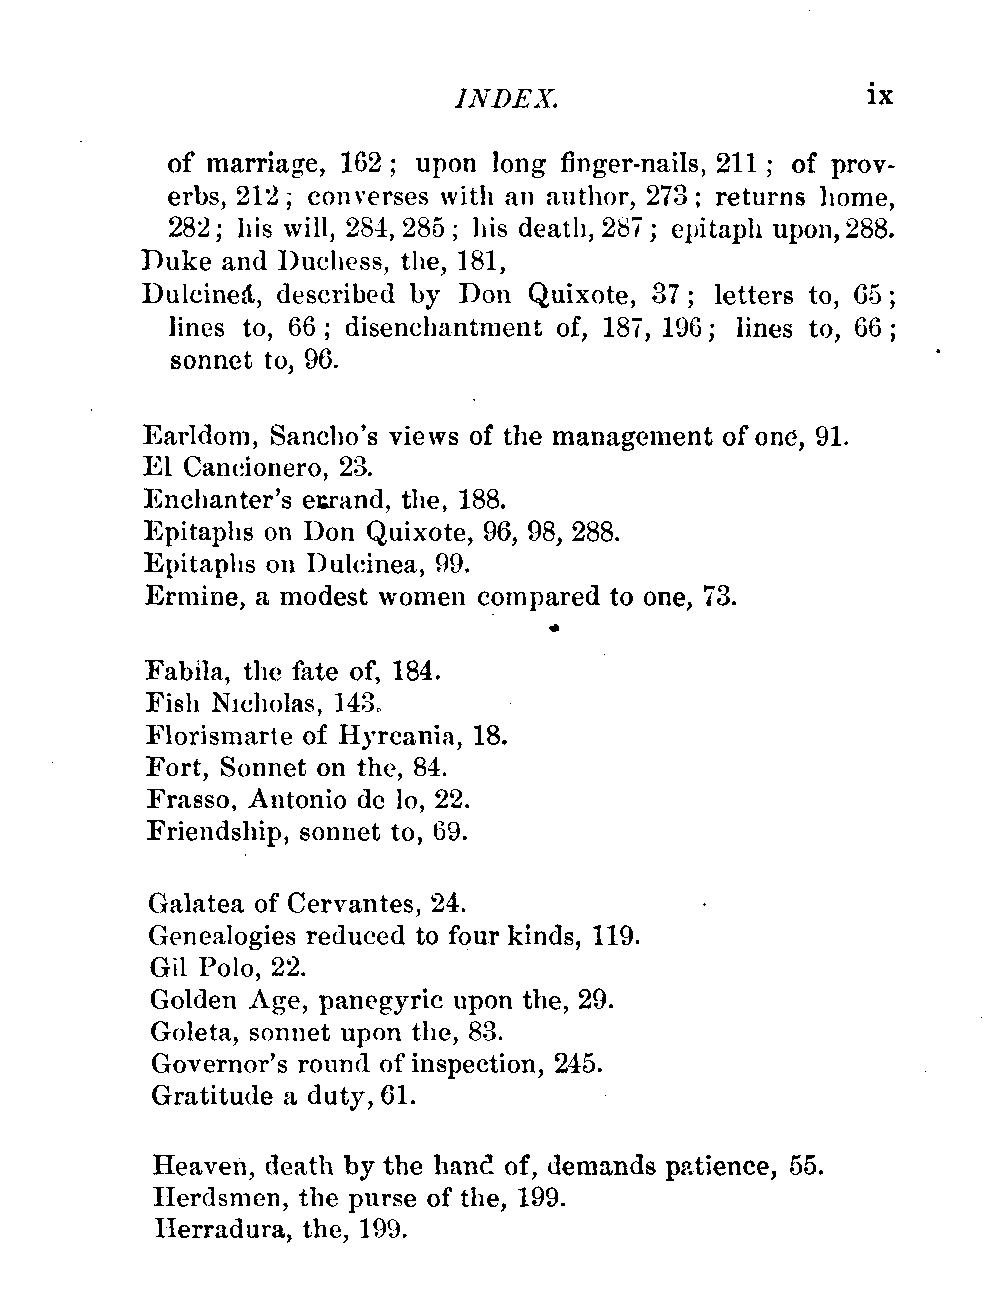 INDEX. ix
of marriage, 162; upon long finger-nails, 211; of prov-
erbs, 212; converses with an author, 273; returns home,
282; his will, 284, 285; his death, 287; epitaph upon, 288.
Duke and Duchess, the, 181,
Dulcinea, described by Don Quixote, 37; letters to, 65;
lines to, 66; disenchantment of, 187, 196; lines to, 66;
sonnet to, 96.
Earldom, Sancho's views of the management of one, 91.
El Cancionero, 23.
Enchanter's errand, the, 188.
Epitaphs on Don Quixote, 96, 98, 288.
Epitaphs on Dulcinea, 99.
Ermine, a modest women compared to one, 73.
Fabila, the fate of, 184.
Fish Nicholas, 143.
Florismarte of Hyrcania, 18.
Fort, Sonnet on the, 84.
Frasso, Antonio de lo, 22.
Friendship, sonnet to, 69.
Galatea of Cervantes, 24.
Genealogies reduced to four kinds, 119.
Gil Polo, 22.
Golden Age, panegyric upon the, 29.
Goleta, sonnet upon the, 83.
Governor's round of inspection, 245.
Gratitude a duty, 61.
Heaven, death by the hand of, demands patience, 55.
Herdsmen, the purse of the, 199.
Herradura, the, 199.